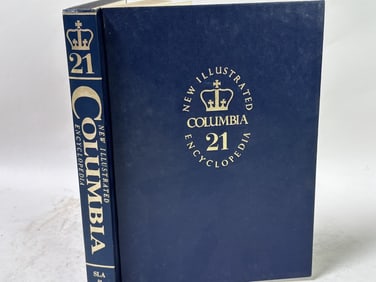 21
COLUMBIA
NEW ILLUSTRATED
ENCYCLOPEDIA
SLA
NEW ILLUSTRATED
COLUMBIA
21
ENCYCLOPEDIA